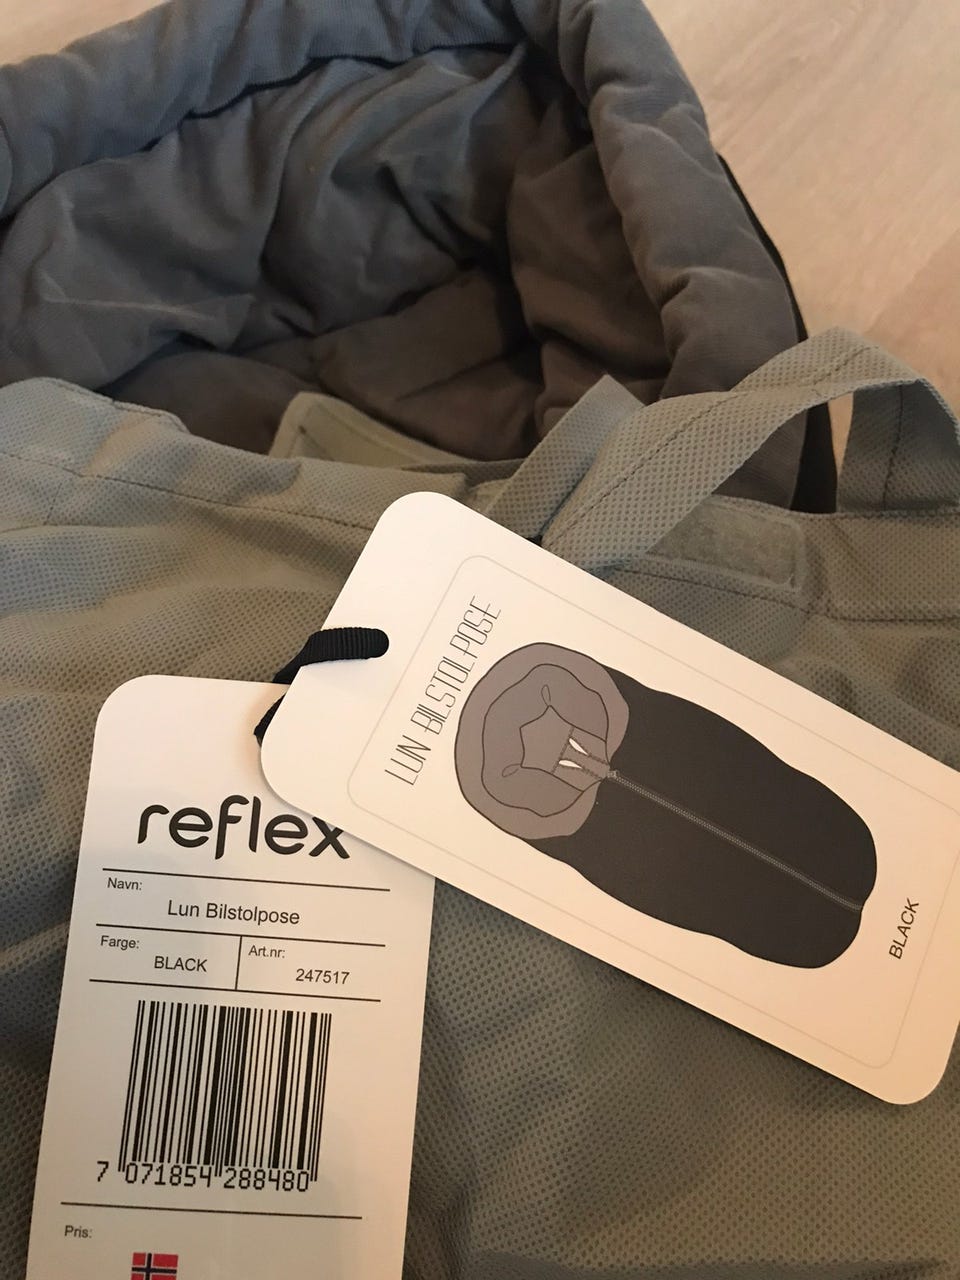 LUN BILSTOLPOSE
BLACK
reflex
Navn:
Lun Bilstolpose
Farge:
BLACK
Art.nr:
247517
7 071854 288480
Pris: